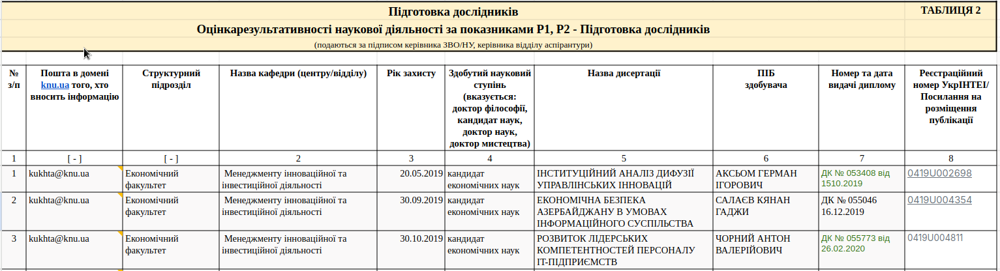 Підготовка дослідників
ТАБЛИЦЯ 2
Оцінкарезультативності наукової діяльності за показниками Р1, Р2 - Підготовка дослідників
(подаються за підписом керівника ЗВО/НУ, керівника відділу аспірантури)
№
з/п
Пошта в домені
knu.ua того, хто
вносить інформацію
Структурний
підрозділ
Назва кафедри (центру/відділу)
Рік захисту
Здобутий науковий
ступінь
(вказується:
доктор філософії,
кандидат наук,
доктор наук,
доктор мистецтва)
Назва дисертації
ПІБ
здобувача
Номер та дата
видачі диплому
Реєстраційний
номер УкрІНТЕІ/
Посилання на
розміщення
публікації
1
[ - ]
[ - ]
2
3
4
5
6
7
8
1
kukhta@knu.ua
Економічний
факультет
Менеджменту інноваційної та
інвестиційної діяльності
20.05.2019
кандидат
економічних наук
ІНСТИТУЦІЙНИЙ АНАЛІЗ ДИФУЗІЇ
УПРАВЛІНСЬКИХ ІННОВАЦІЙ
АКСЬОМ ГЕРМАН
ІГОРОВИЧ
ДК № 053408 від
1510.2019
0419U002698
2
kukhta@knu.ua
Економічний
факультет
Менеджменту інноваційної та
інвестиційної діяльності
30.09.2019
кандидат
економічних наук
ЕКОНОМІЧНА БЕЗПЕКА
АЗЕРБАЙДЖАНУ В УМОВАХ
ІНФОРМАЦІЙНОГО СУСПІЛЬСТВА
САЛАЄВ КЯНАН
ГАДЖИ
ДК № 055046
16.12.2019
0419U004354
3
kukhta@knu.ua
Економічний
факультет
Менеджменту інноваційної та
інвестиційної діяльності
30.10.2019
кандидат
економічних наук
РОЗВИТОК ЛІДЕРСЬКИХ
КОМПЕТЕНТНОСТЕЙ ПЕРСОНАЛУ
ІТ-ПІДПРИЄМСТВ
ЧОРНИЙ АНТОН
ВАЛЕРІЙОВИЧ
ДК № 055773 від
26.02.2020
0419U004811